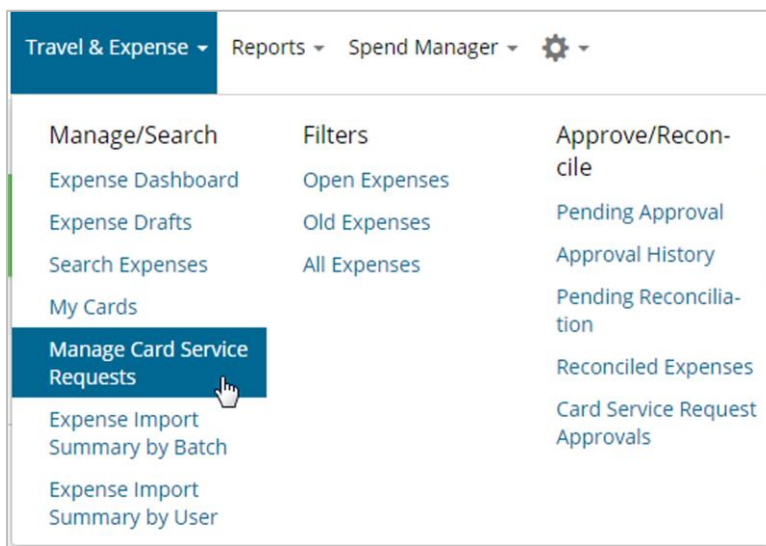 Travel & Expense Reports Spend Manager
Manage/Search
Expense Dashboard
Expense Drafts
Search Expenses
My Cards
Manage Card Service
Requests
Expense Import
Summary by Batch
Expense Import
Summary by User
Filters
Open Expenses
Old Expenses
All Expenses
Approve/Recon-
cile
Pending Approval
Approval History
Pending Reconcilia-
tion
Reconciled Expenses
Card Service Request
Approvals